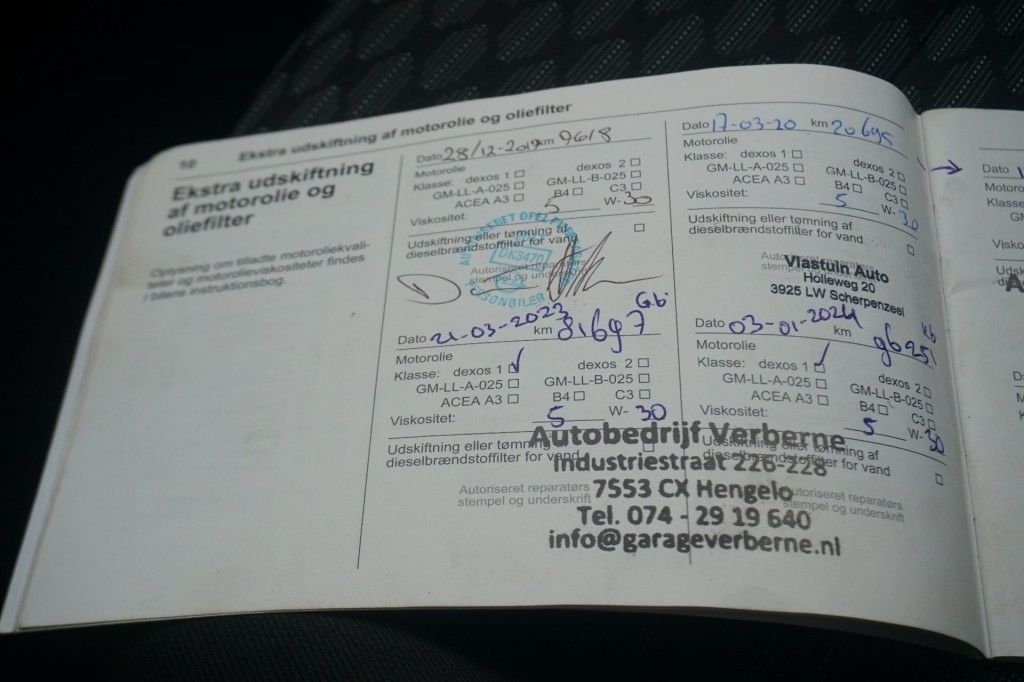 50 Ekstra udskiftning af motorolie og oliefilter
Ekstra udskiftning
af motorolie og
oliefilter
Oplysning om tilladte motoroliekvali-
teter og motorolieviskositeter findes
i bilens instruktionsbog.
Dato 28/12-2017 km 9618
Motorolie
Klasse: dexos 1 dexos 2
GM-LL-A-025 GM-LL-B-025
ACEA A3 B4 C3
Viskositet: 5 W- 30
Udskiftning eller tømning af
dieselbrændstoffilter for vand
DK3470
PERSONBILER
Autoriseret reparatørs
stempel og underskrift
Dato 21-03-2023 km 81697 Gb.
Motorolie
Klasse: dexos 1 dexos 2
GM-LL-A-025 GM-LL-B-025
ACEA A3 B4 C3
Viskositet: 5 W- 30
Udskiftning eller tømning af
dieselbrændstoffilter for vand
Autoriseret reparatørs
stempel og underskrift
Dato 17-03-20 km 20695
Motorolie
Klasse: dexos 1 dexos 2
GM-LL-A-025 GM-LL-B-025
ACEA A3 B4 C3
Viskositet: 5 W- 30
Udskiftning eller tømning af
dieselbrændstoffilter for vand
Vlastuin Auto
Hölleweg 20
3925 LW Scherpenzeel
Dato 03-01-2024 km 96251
Motorolie
Klasse: dexos 1 dexos 2
GM-LL-A-025 GM-LL-B-025
ACEA A3 B4 C3
Viskositet: 5 W- 30
Udskiftning eller tømning af
dieselbrændstoffilter for vand
Autoriseret reparatørs
stempel og underskrift
Autobedrijf Verberne
Industriestraat 226-228
7553 CX Hengelo
Tel. 074 - 29 19 640
info@garageverberne.nl
Dato